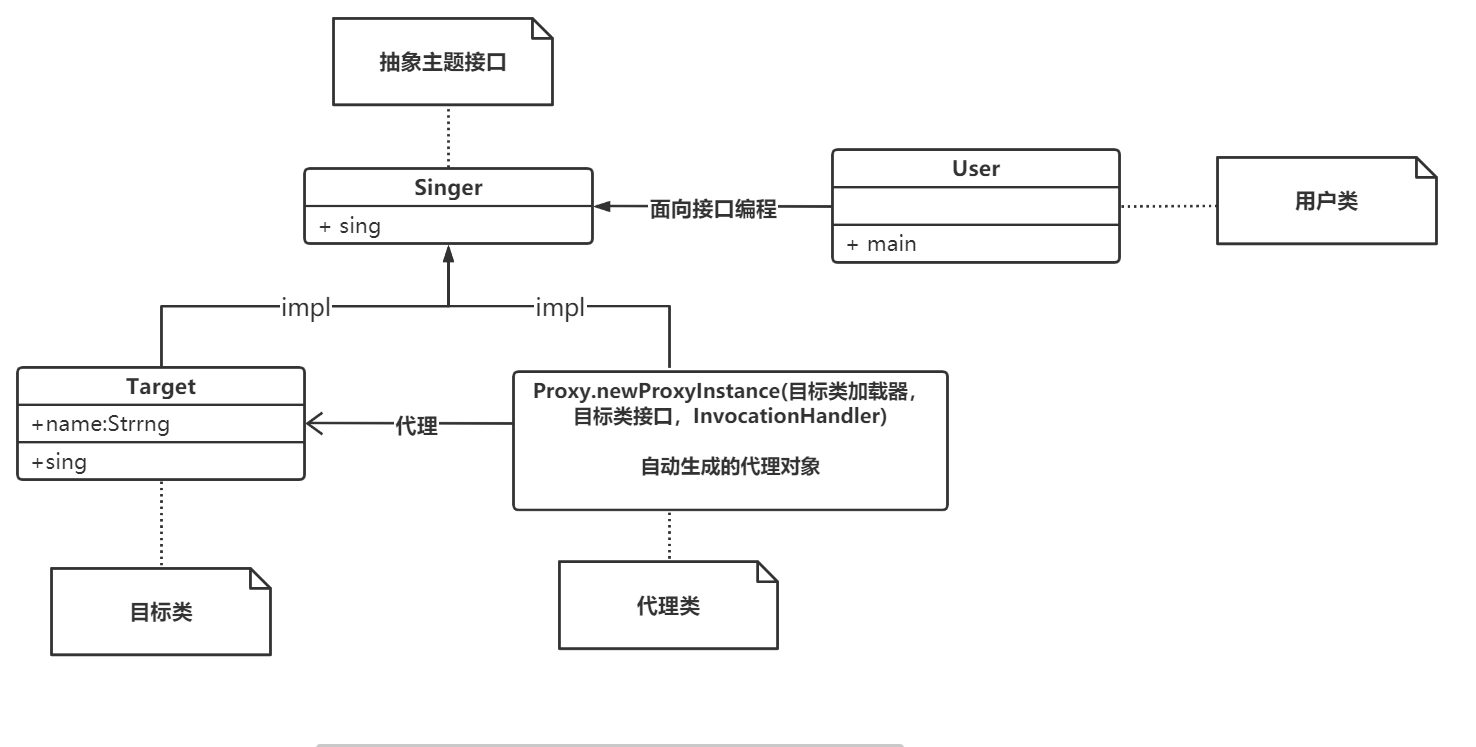 抽象主题接口
Singer
+ sing
面向接口编程
User
+ main
用户类
impl
impl
Target
+name:Strrng
+sing
代理
Proxy.newProxyInstance(目标类加载器，
目标类接口，InvocationHandler)
自动生成的代理对象
目标类
代理类